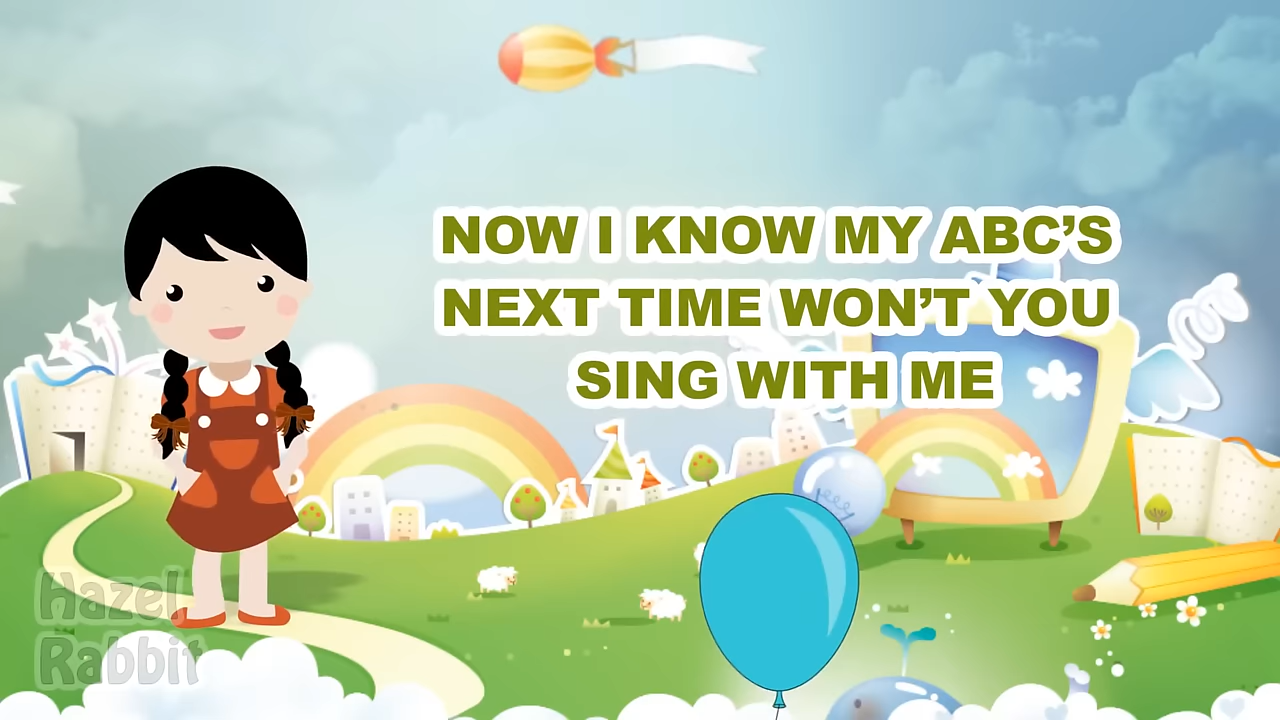 NOW I KNOW MY ABC’S
NEXT TIME WON’T YOU
SING WITH ME
Hazel
Rabbit